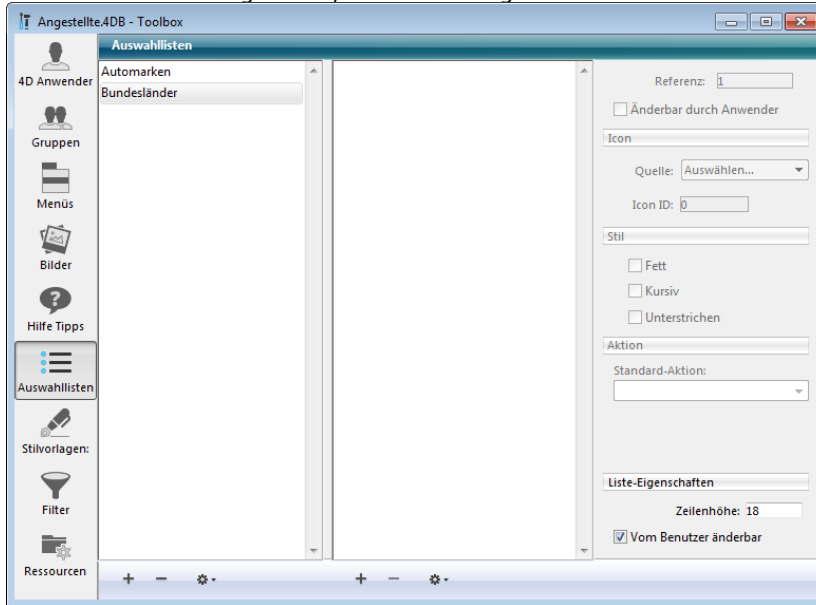 Angestellte.4DB - Toolbox
Auswahllisten
4D Anwender
Gruppen
Menüs
Bilder
Hilfe Tipps
Auswahllisten
Stilvorlagen:
Filter
Ressourcen
Automarken
Bundesländer
Referenz: 1
Änderbar durch Anwender
Icon
Quelle: Auswählen...
Icon ID: 0
Stil
Fett
Kursiv
Unterstrichen
Aktion
Standard-Aktion:
Liste-Eigenschaften
Zeilenhöhe: 18
Vom Benutzer änderbar